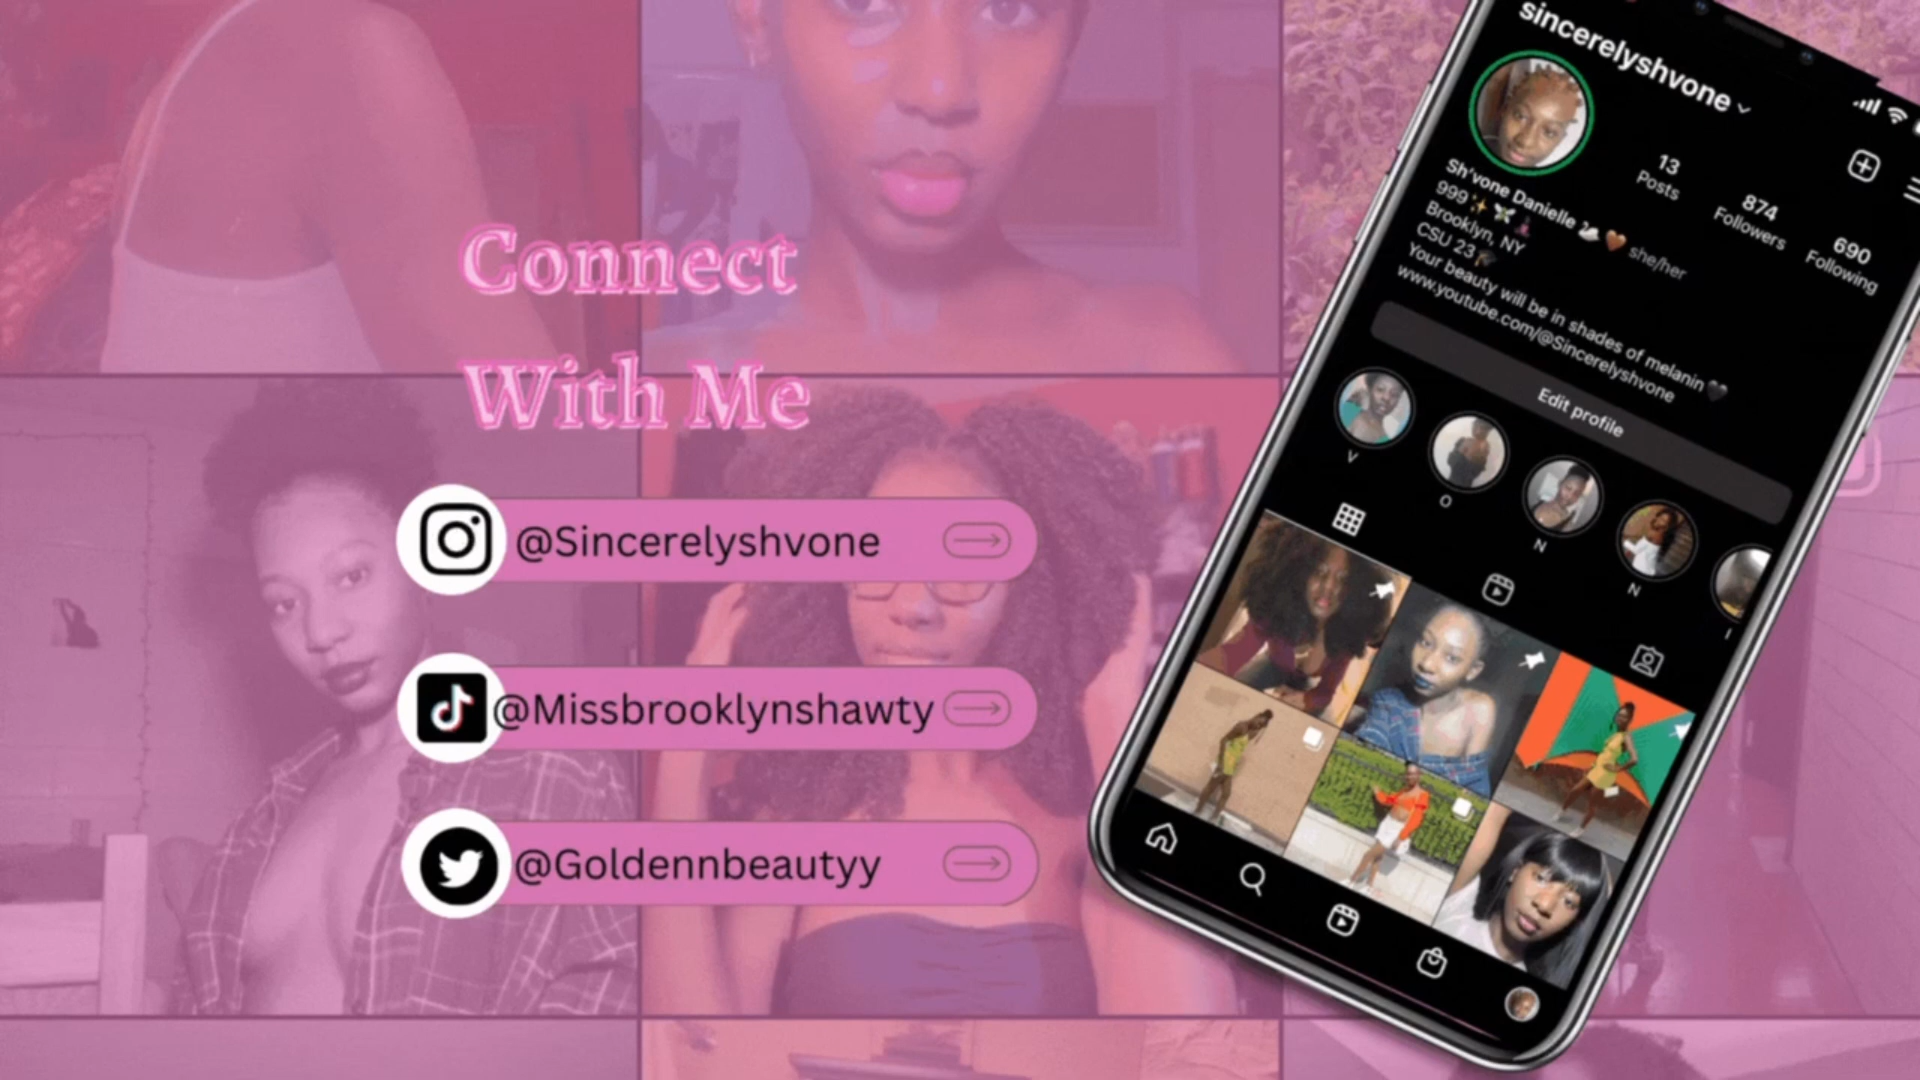 Connect
With Me
@Sincerelyshvone
@Missbrooklynshawty
@Goldennbeautyy
sincerelyshvone
13
Posts
874
Followers
690
Following
Sh'vone Danielle 🦢🤎 she/her
999✨
Brooklyn, NY
CSU 23
Your beauty will be in shades of melanin🖤
www.youtube.com/@Sincerelyshvone
Edit profile
V
O
N
N
I